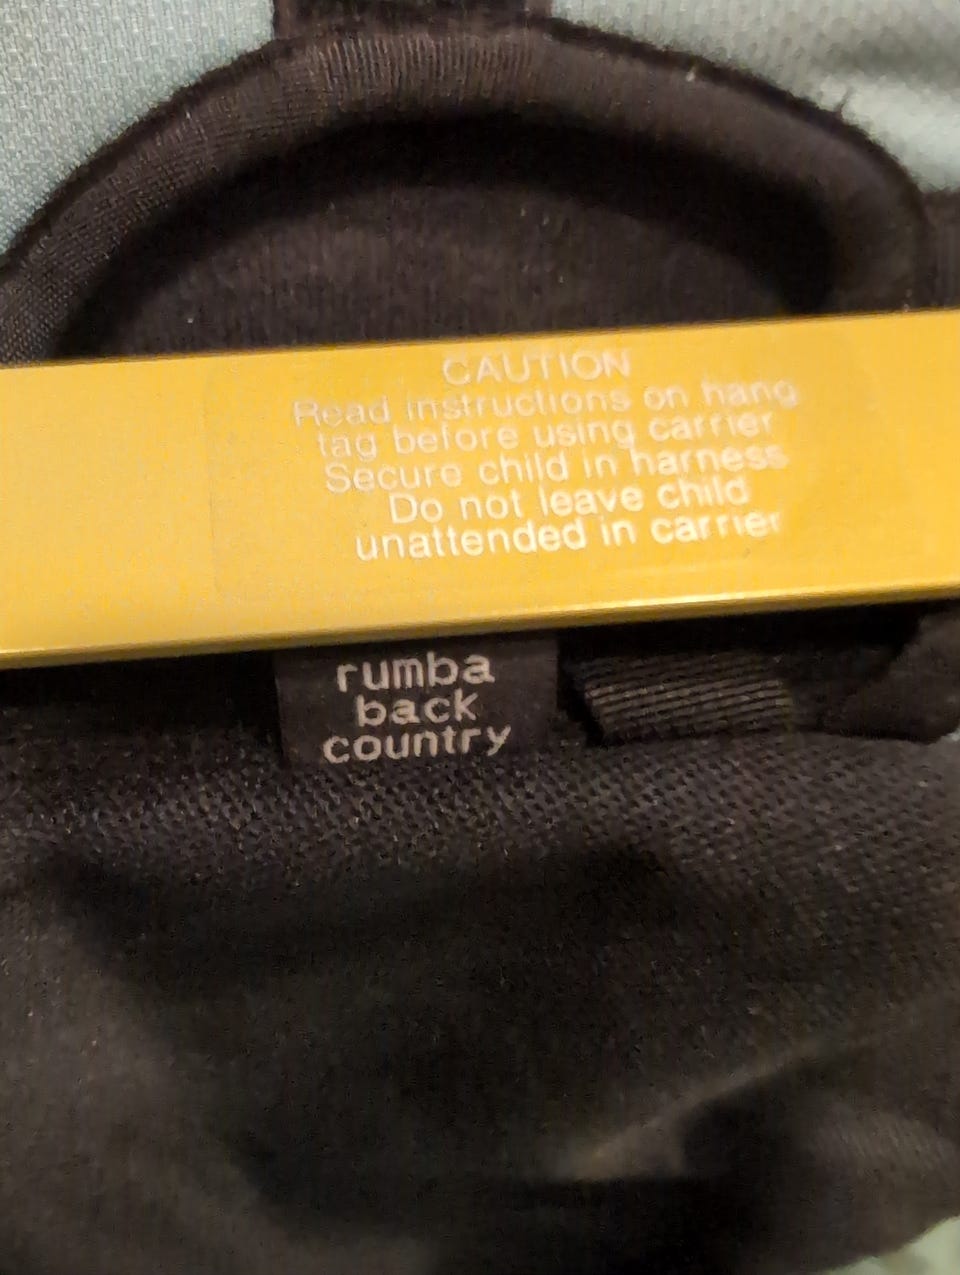 CAUTION
Read instructions on hang
tag before using carrier
Secure child in harness
Do not leave child
unattended in carrier
rumba
back
country